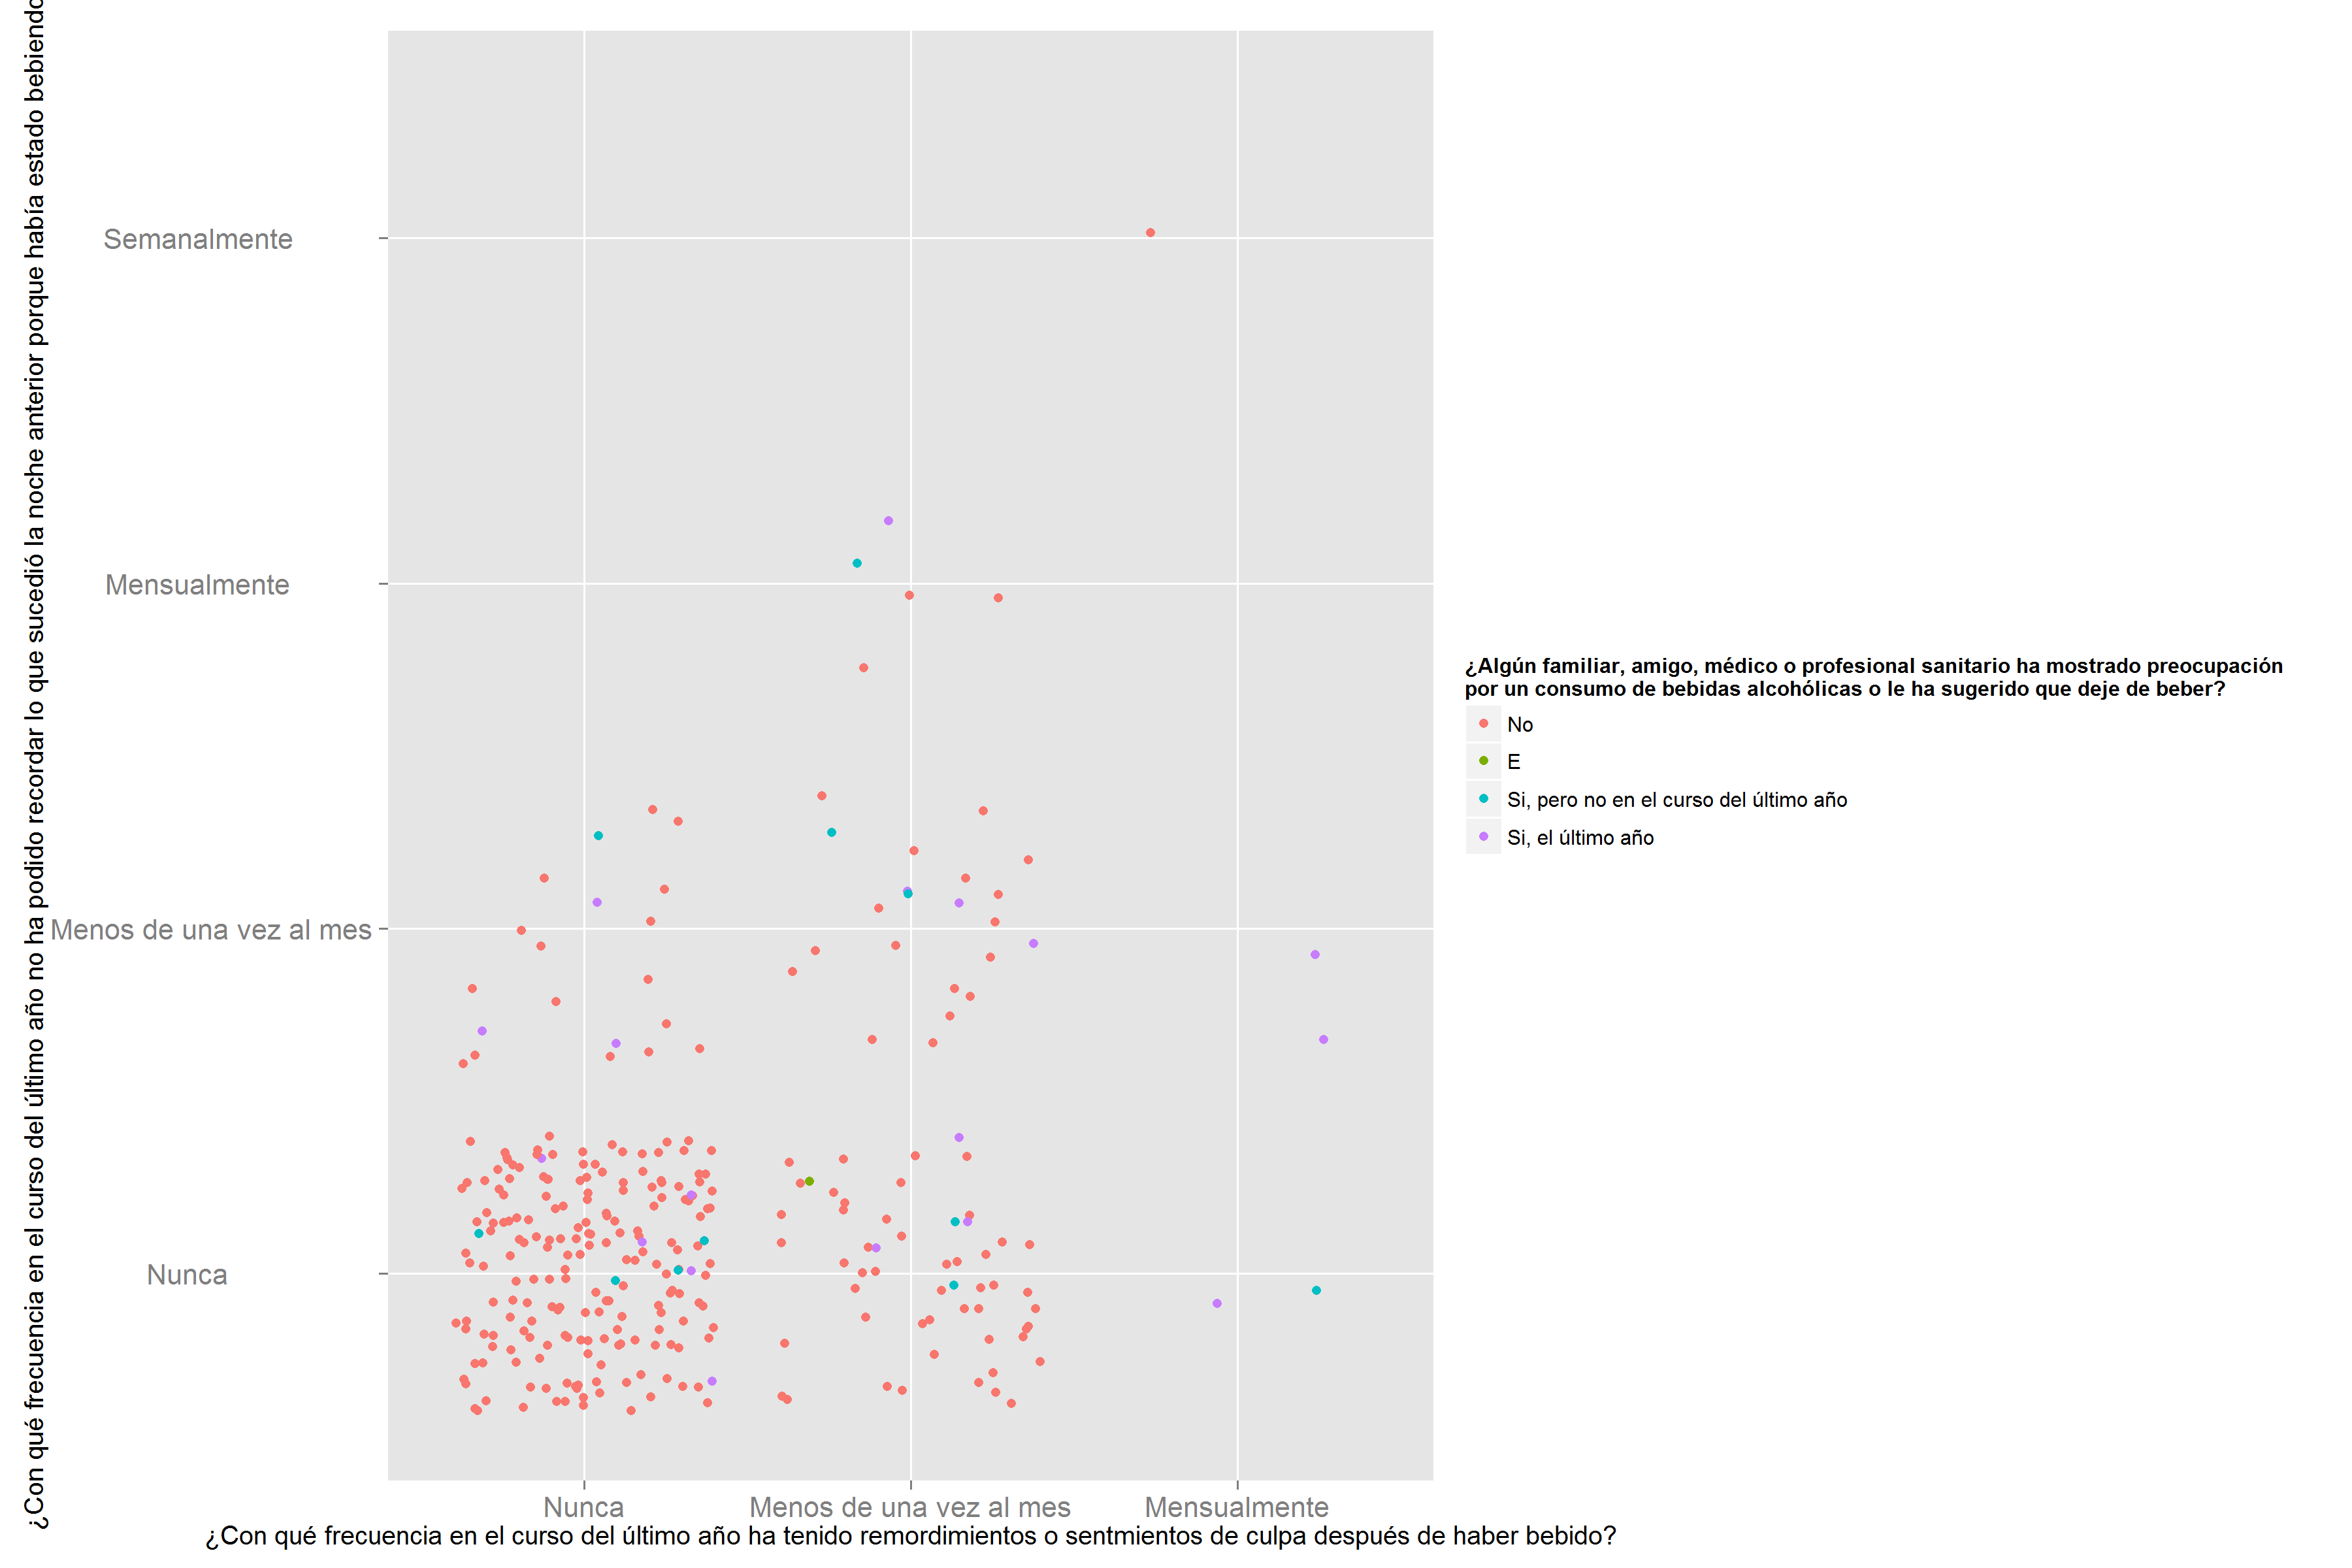 ¿Con qué frecuencia en el curso del último año no ha podido recordar lo que sucedió la noche anterior porque había estado bebiendo
Semanalmente
Mensualmente
Menos de una vez al mes
Nunca
Nunca
Menos de una vez al mes
Mensualmente
¿Con qué frecuencia en el curso del último año ha tenido remordimientos o sentmientos de culpa después de haber bebido?
¿Algún familiar, amigo, médico o profesional sanitario ha mostrado preocupación
por un consumo de bebidas alcohólicas o le ha sugerido que deje de beber?
No
E
Si, pero no en el curso del último año
Si, el último año